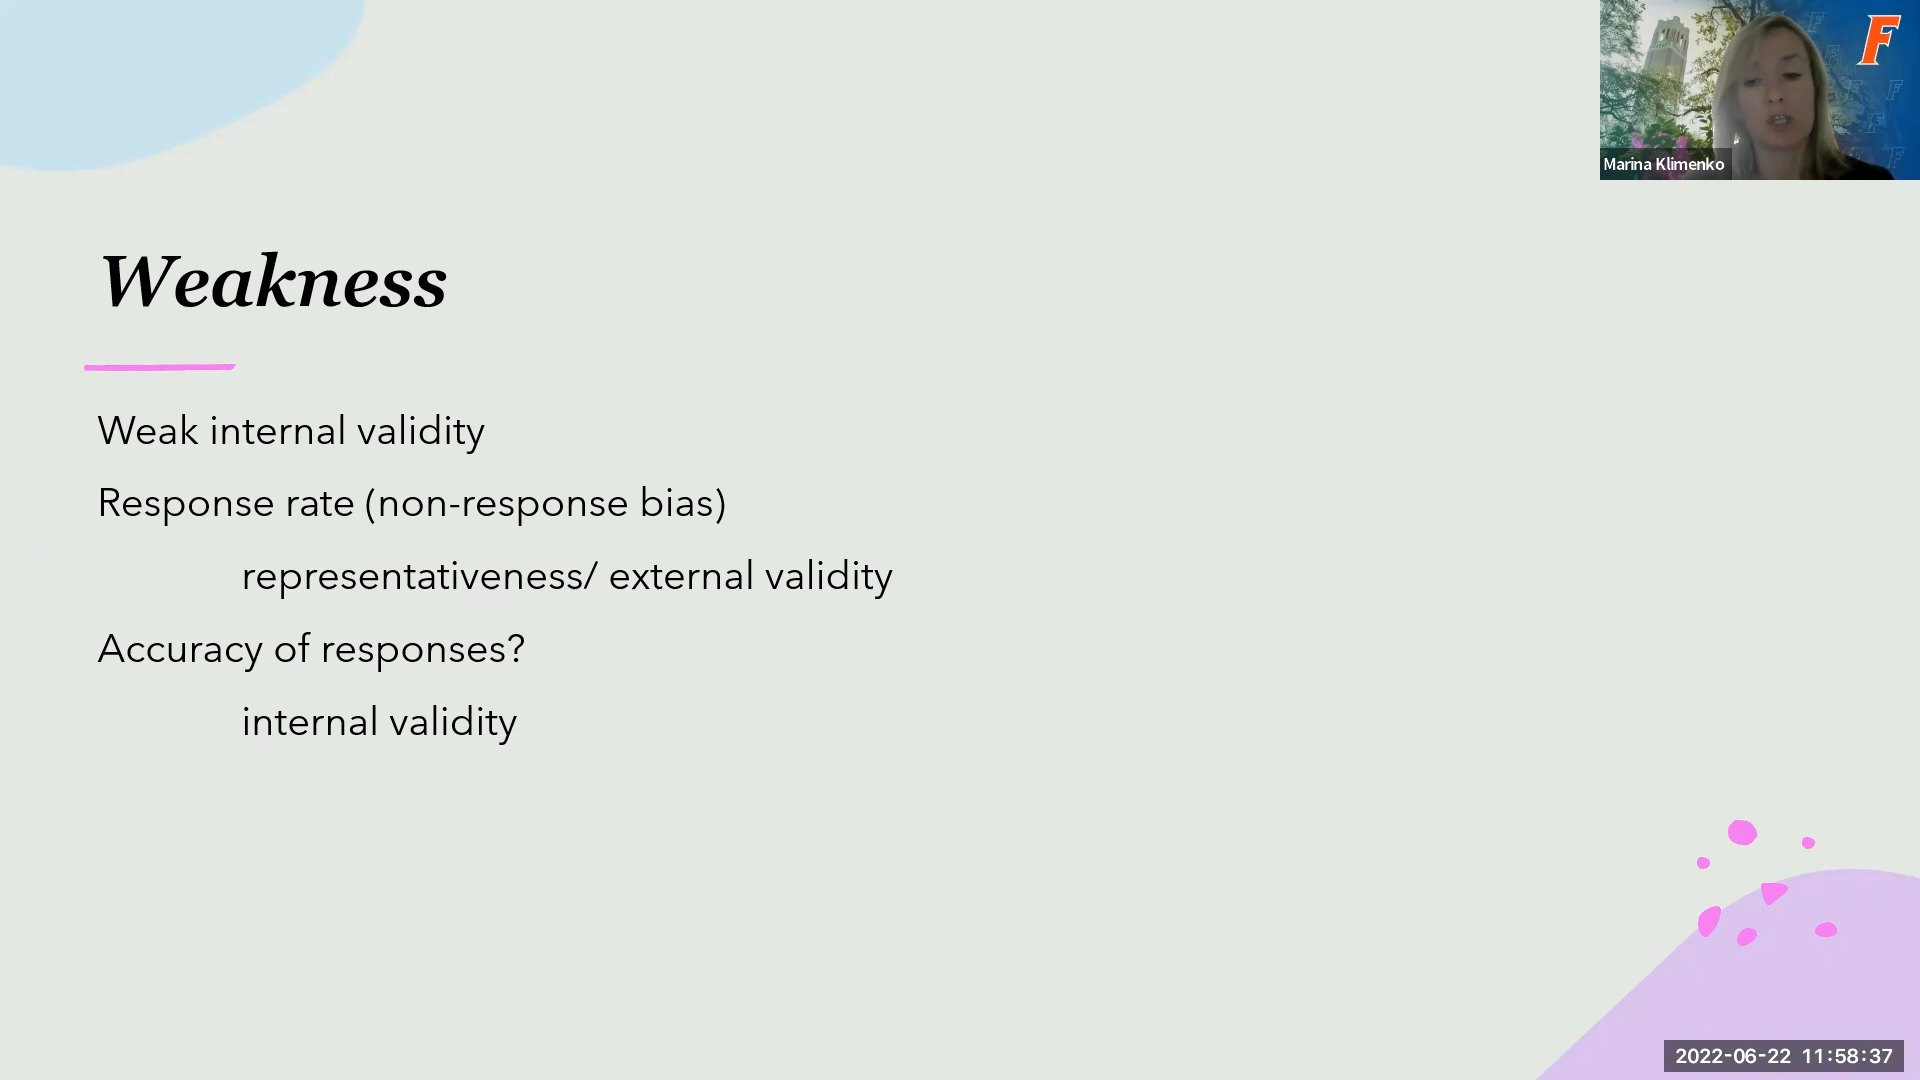 F
Marina Klimenko
Weakness
Weak internal validity
Response rate (non-response bias)
representativeness/ external validity
Accuracy of responses?
internal validity
2022-06-22 11:58:37